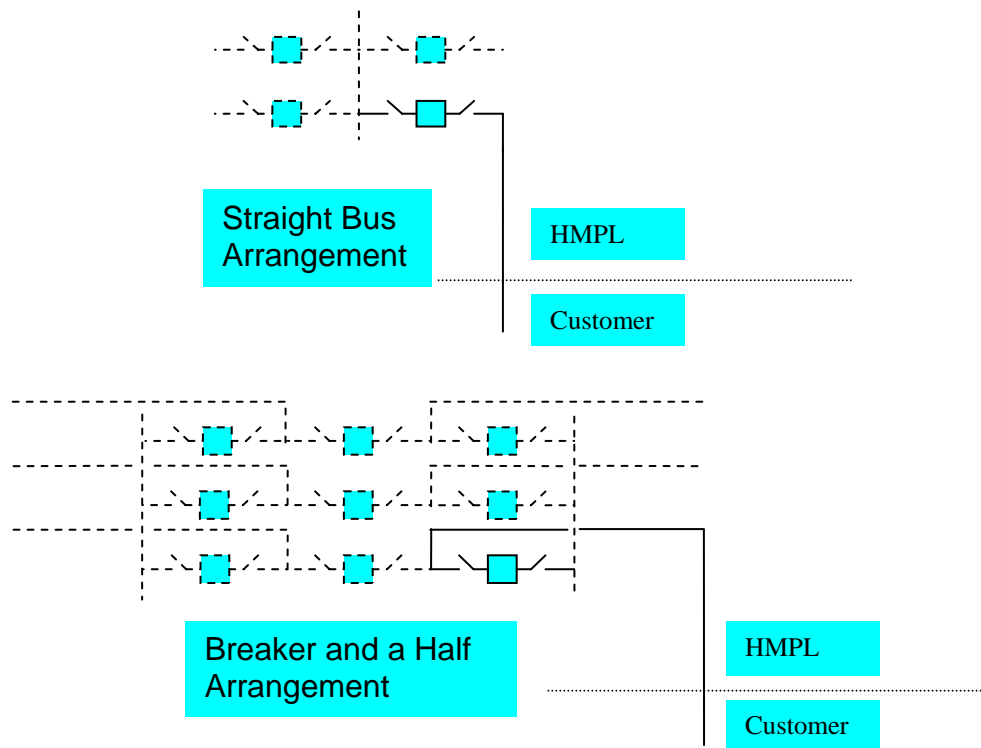 Straight Bus
Arrangement
HMPL
Customer
Breaker and a Half
Arrangement
HMPL
Customer